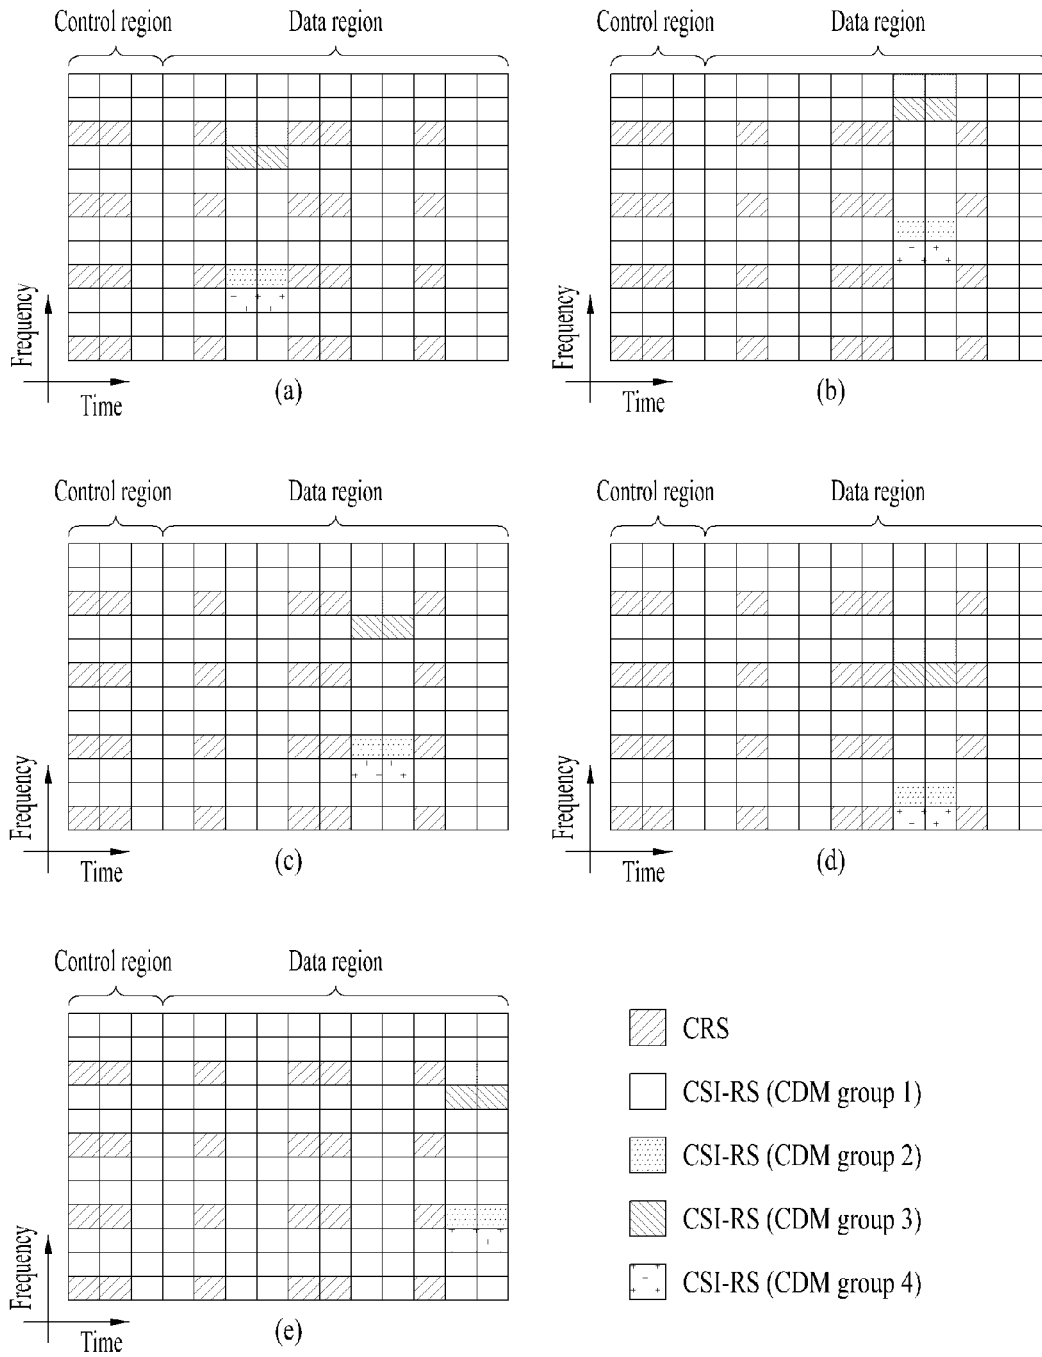 Control region
Data region
Frequency
Time
(a)
Control region
Data region
Frequency
Time
(b)
Control region
Data region
Frequency
Time
(c)
Control region
Data region
Frequency
Time
(d)
Control region
Data region
Frequency
Time
(e)
CRS
CSI-RS (CDM group 1)
CSI-RS (CDM group 2)
CSI-RS (CDM group 3)
CSI-RS (CDM group 4)